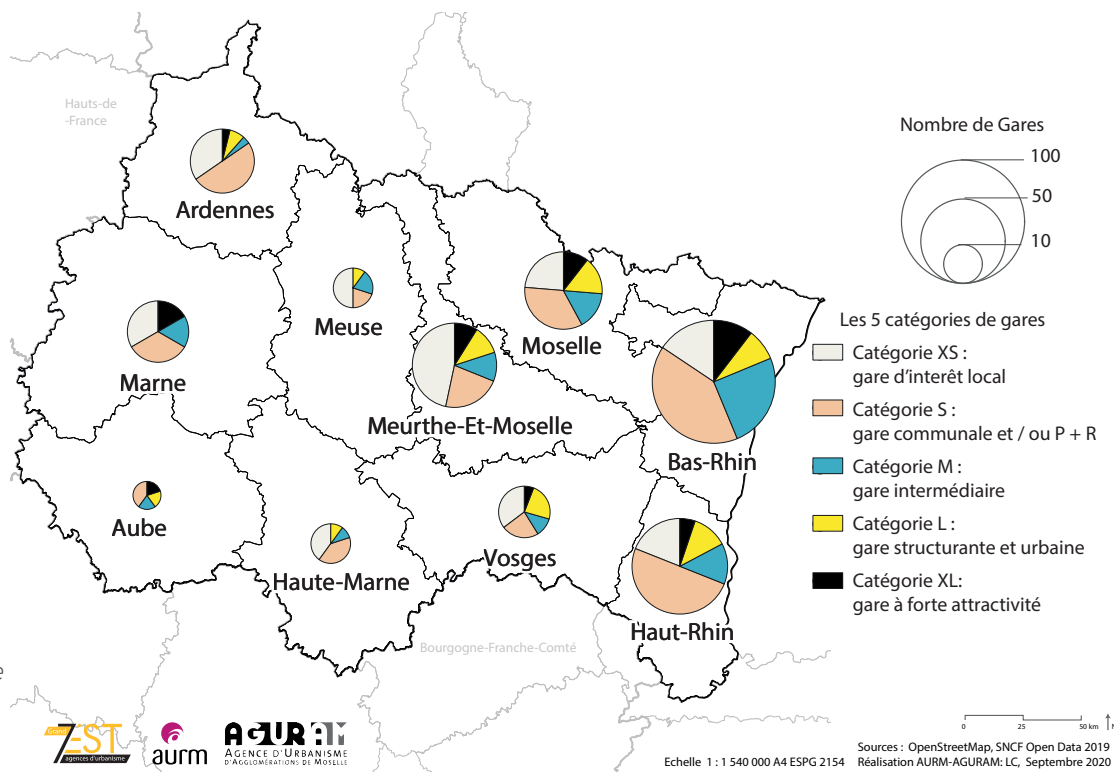 Hauts-de
-France
Ardennes
Meuse
Marne
Moselle
Meurthe-Et-Moselle
Bas-Rhin
Aube
Haute-Marne
Vosges
Haut-Rhin
Bourgogne-Franche-Comté
Nombre de Gares
100
50
10
Les 5 catégories de gares
Catégorie XS :
gare d'interêt local
Catégorie S :
gare communale et / ou P + R
Catégorie M :
gare intermédiaire
Catégorie L :
gare structurante et urbaine
Catégorie XL:
gare à forte attractivité
e
Grand
7EST
agences d'urbanisme
aurm
AGURAM
AGENCE D'URBANISME
D'AGGLOMÉRATIONS DE MOSELLE
0 25 50 km
N
Sources : OpenStreetMap, SNCF Open Data 2019
Echelle 1 : 1 540 000 A4 ESPG 2154 Réalisation AURM-AGURAM: LC, Septembre 2020